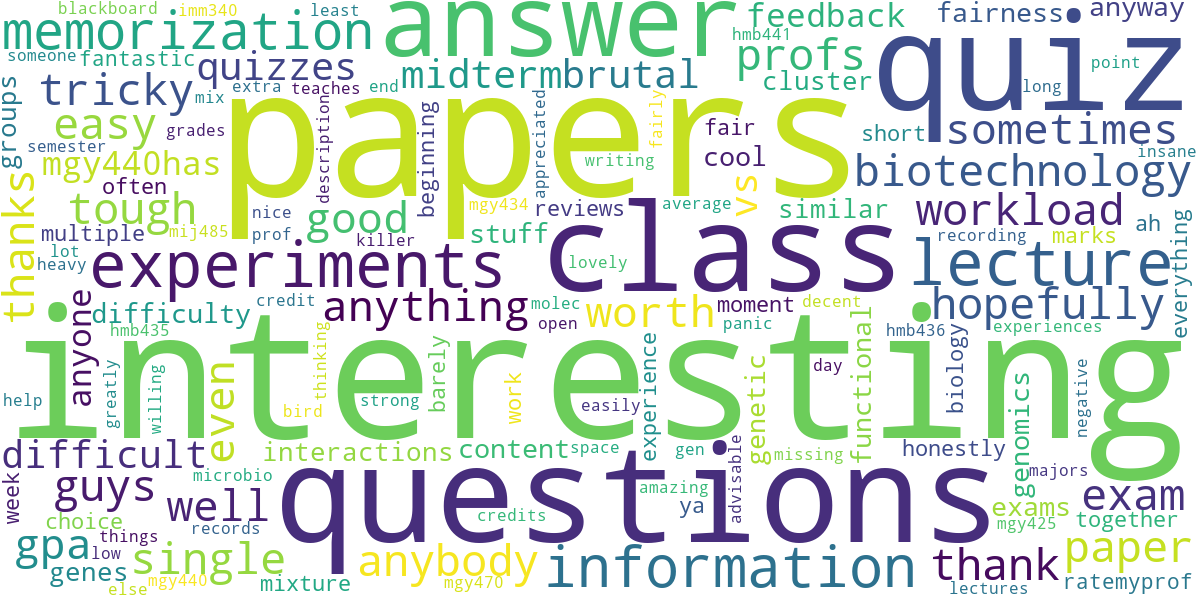 blackboard imm340 least answer feedback fairness. anyway
memorization hmb441
someone fantastic quizzes profs quiz point
tricky mix extra teaches end midtermbrutal cluster long
groups easy grades papers description beginning appreciated fairly fair short sometimes
semester mgy440has writing cool biotechnology insane
often
thanks tough nice good mgy434 reviews average vs similar workload
multiple mij485 prof killer stuff recording marks ah
lot heavy experiments lovely class lecture everything
anyone difficulty credit anything molec worth moment decent hopefully
hmb435 open panic functional hmb436 experiences
interesting
greatly willing thinking barely work experience genetic day biology negative
help even bird strong easily
difficult interactions content space gen missing honestly genomics
week guys microbio questions amazing advisable majors
well credits ya exams exam
choice records mgy425 together
gpa things low single anybody information thank paper
genes mgy440 else mixture mgy470 lectures ratemyprof